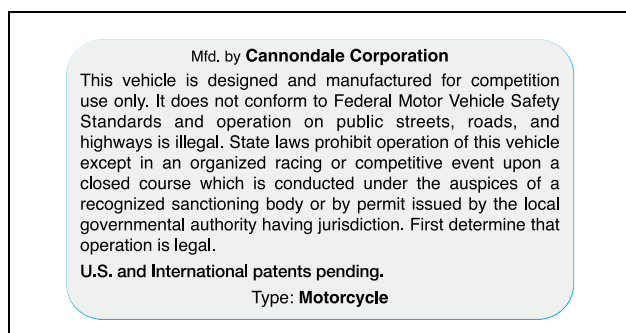 Mfd. by Cannondale Corporation
This vehicle is designed and manufactured for competition
use only. It does not conform to Federal Motor Vehicle Safety
Standards and operation on public streets, roads, and
highways is illegal. State laws prohibit operation of this vehicle
except in an organized racing or competitive event upon a
closed course which is conducted under the auspices of a
recognized sanctioning body or by permit issued by the local
governmental authority having jurisdiction. First determine that
operation is legal.
U.S. and International patents pending.
Type: Motorcycle